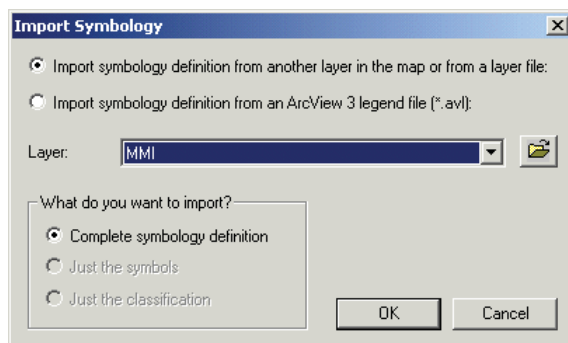 Import Symbology
Import symbology definition from another layer in the map or from a layer file:
Import symbology definition from an ArcView 3 legend file (*.avl):
Layer: MMI
What do you want to import?
Complete symbology definition
Just the symbols
Just the classification
OK Cancel